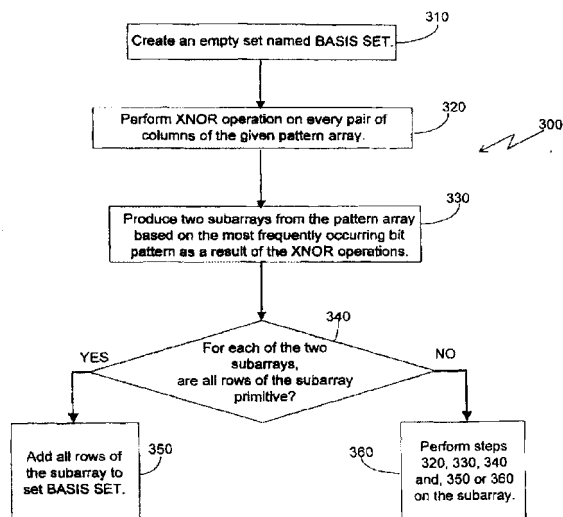 310
Create an empty set named BASIS SET.
320
Perform XNOR operation on every pair of
columns of the given pattern array.
300
330
Produce two subarrays from the pattern array
based on the most frequently occurring bit
pattern as a result of the XNOR operations.
340
For each of the two
subarrays,
are all rows of the subarray
primitive?
YES
NO
350
Add all rows of
the subarray to
set BASIS SET.
360
Perform steps
320, 330, 340
and, 350 or 360
on the subarray.